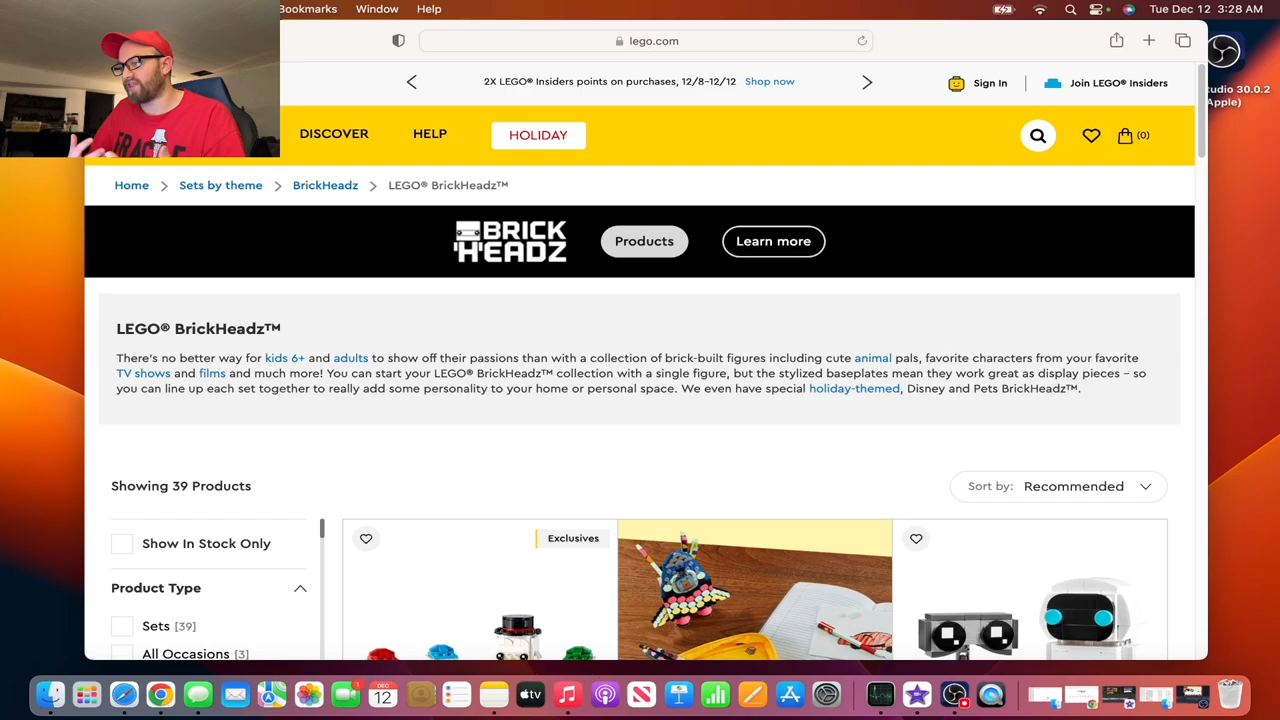 Bookmarks Window Help Tue Dec 12 3:28 AM
lego.com
2X LEGO® Insiders points on purchases, 12/8–12/12 Shop now
Sign In Join LEGO® Insiders
tudio 30.0.2
Apple)
DISCOVER HELP HOLIDAY (0)
FRAGILE
Home Sets by theme BrickHeadz LEGO® BrickHeadz™
BRICK HEADZ Products Learn more
LEGO® BrickHeadz™
There's no better way for kids 6+ and adults to show off their passions than with a collection of brick-built figures including cute animal pals, favorite characters from your favorite
TV shows and films and much more! You can start your LEGO® BrickHeadz™ collection with a single figure, but the stylized baseplates mean they work great as display pieces – so
you can line up each set together to really add some personality to your home or personal space. We even have special holiday-themed, Disney and Pets BrickHeadz™.
Showing 39 Products
Sort by: Recommended
Show In Stock Only
Exclusives
Product Type
Sets [39]
All Occasions [3]
1
DEC
12
tv